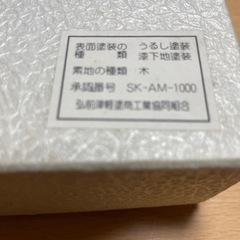 表面塗装の うるし塗装
種類 漆下地塗装
素地の種類 木
承認番号 SK-AM-1000
弘前津軽塗商工業協同組合